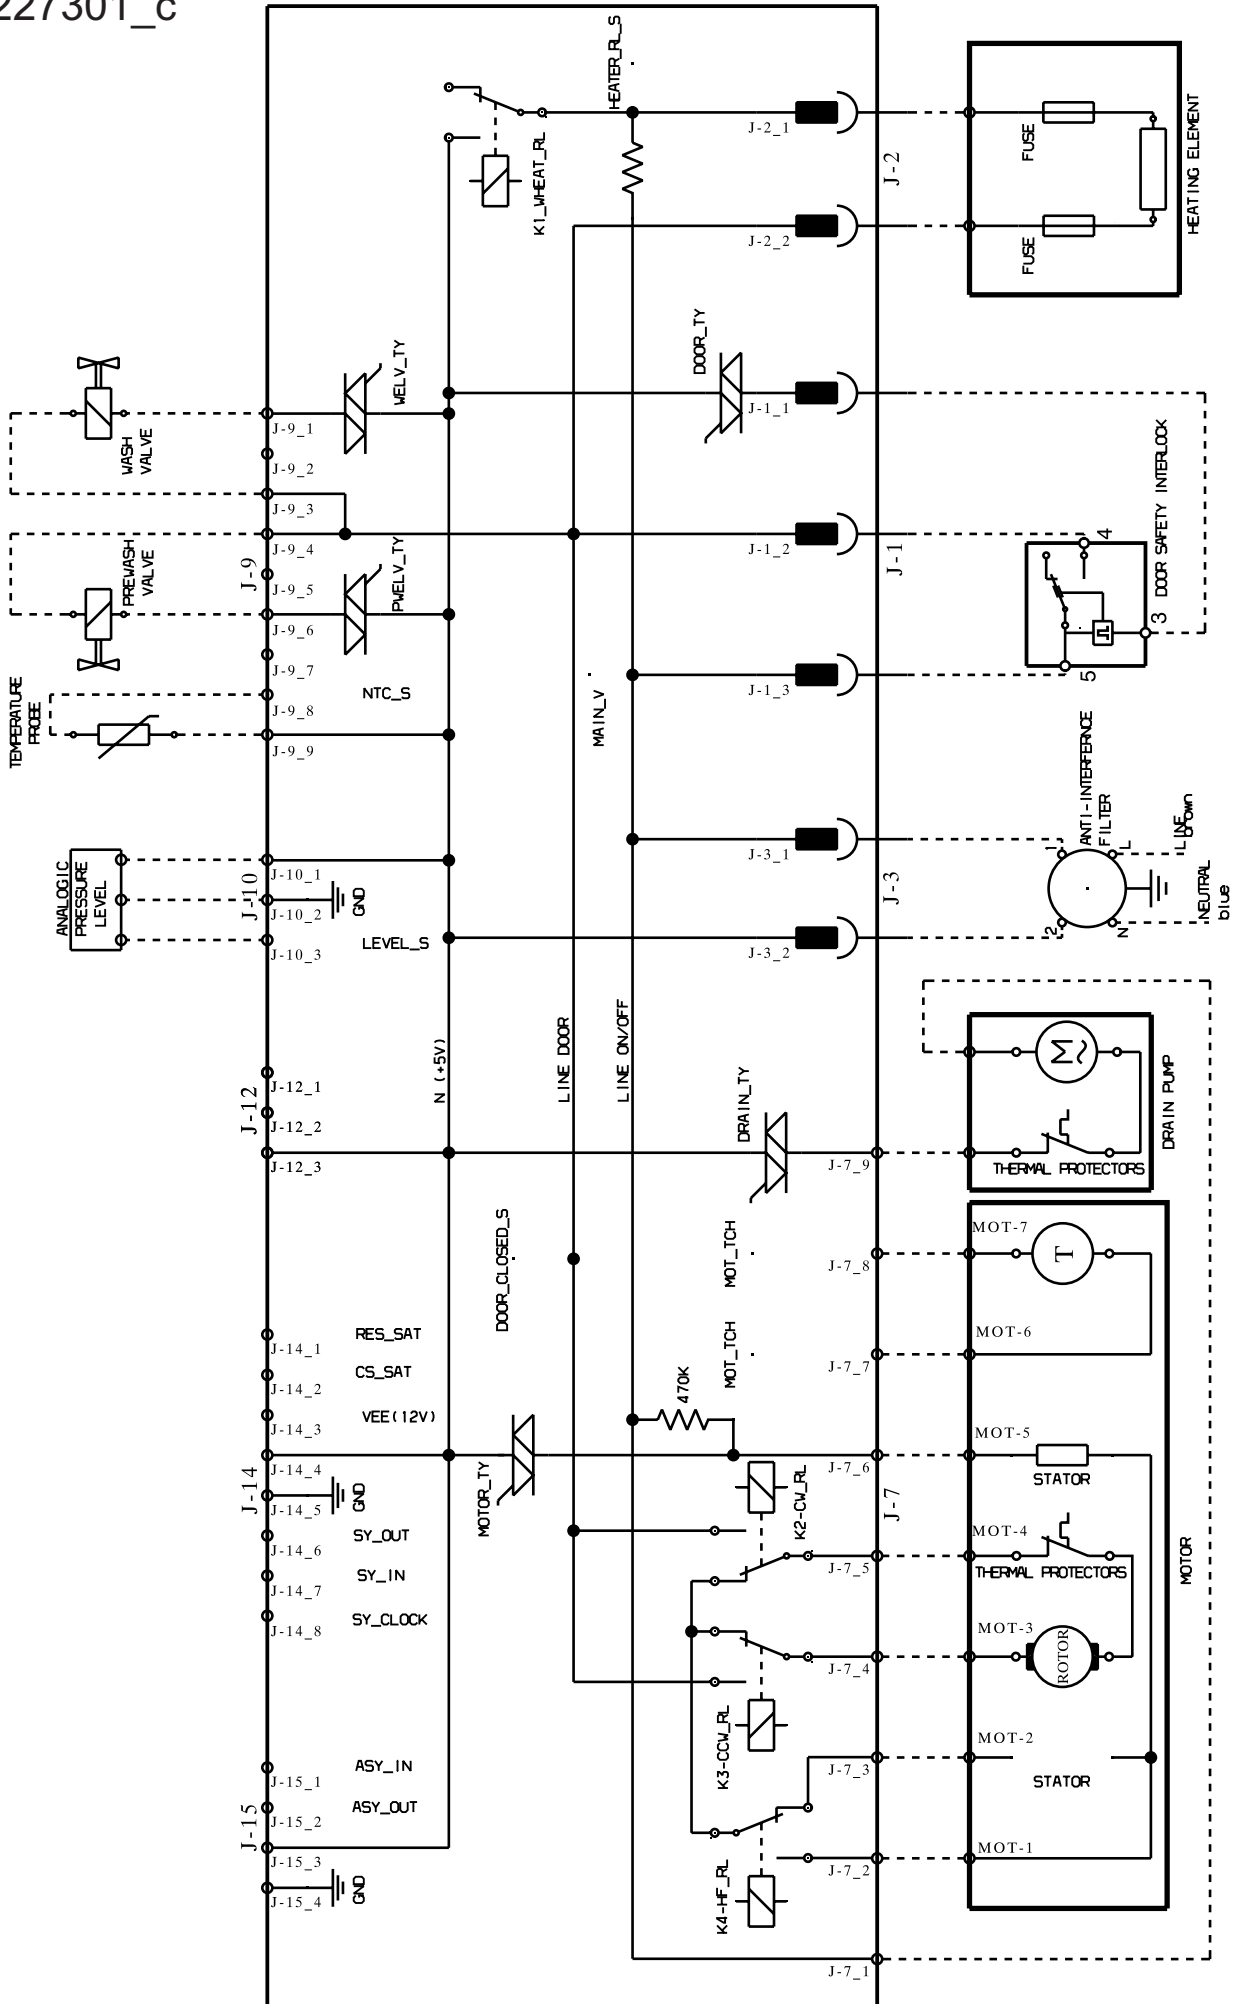 227301_c
HEATER_RL_S
J-2_1
K1_WHEAT_RL
J-2_2
J-2
FUSE
FUSE
HEATING ELEMENT
WASH
VALVE
J-9_1
J-9_2
J-9_3
WELV_TY
DOOR_TY
J-1_1
J-9_4
J-9
J-9_5
J-9_6
J-9_7
PREWASH
VALVE
PWELV_TY
J-1_2
J-1
4
3
5
DOOR SAFETY INTERLOCK
TEMPERATURE
PROBE
J-9_8
J-9_9
NTC_S
MAIN_V
J-1_3
ANALOGIC
PRESSURE
LEVEL
J-10_1
J-10
J-10_2
J-10_3
GND
LEVEL_S
J-3_1
J-3
J-3_2
1
2
L
N
ANTI-INTERFERNCE
FILTER
LINE
brown
NEUTRAL
blue
N (+5V)
LINE DOOR
LINE ON/OFF
J-12_1
J-12
J-12_2
J-12_3
DRAIN_TY
J-7_9
THERMAL PROTECTORS
DRAIN PUMP
M
DOOR_CLOSED_S
MOT_TCH
J-7_8
MOT-7
T
MOT_TCH
J-7_7
MOT-6
RES_SAT
J-14_1
CS_SAT
J-14_2
VEE(12V)
J-14_3
J-14_4
J-14
J-14_5
GND
SY_OUT
J-14_6
SY_IN
J-14_7
SY_CLOCK
J-14_8
MOTOR_TY
470K
J-7_6
J-7
MOT-5
STATOR
K2-CW_RL
J-7_5
MOT-4
THERMAL PROTECTORS
MOTOR
J-7_4
MOT-3
ROTOR
K3-CCW_RL
J-7_3
MOT-2
STATOR
ASY_IN
J-15_1
ASY_OUT
J-15_2
J-15
J-15_3
J-15_4
GND
K4-HF_RL
J-7_2
MOT-1
J-7_1